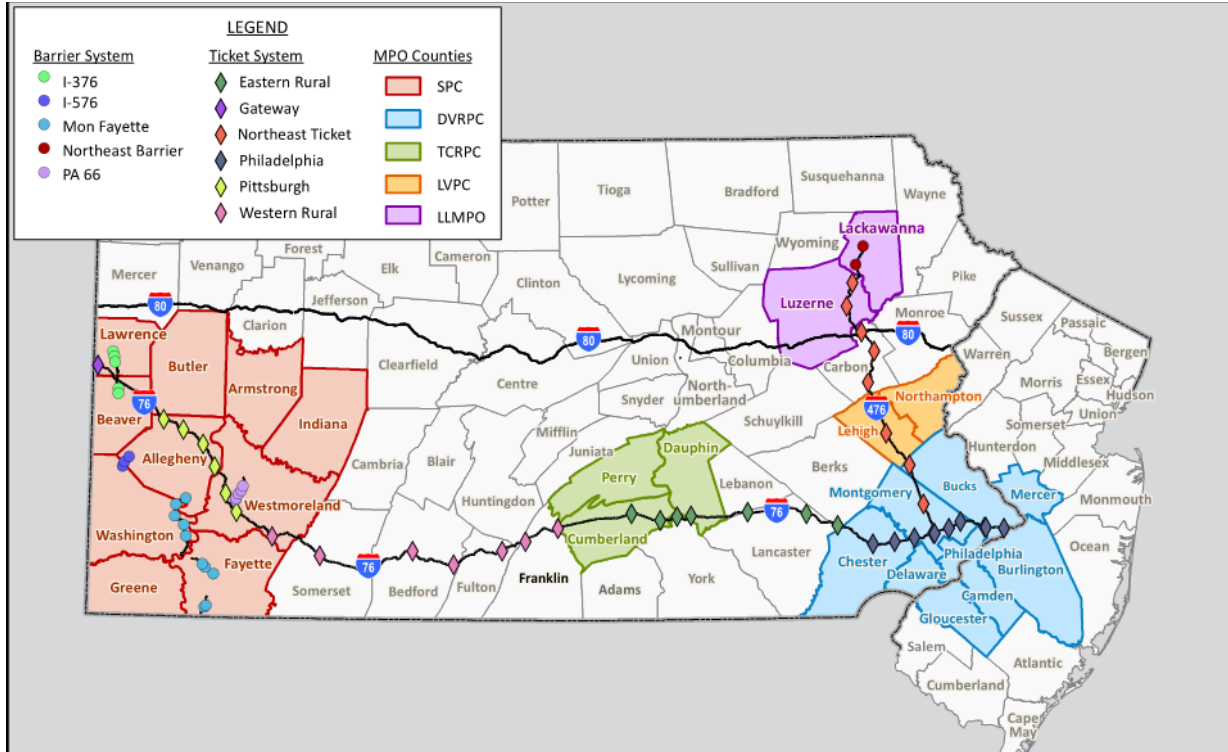 LEGEND
Barrier System
I-376
I-576
Mon Fayette
Northeast Barrier
PA 66
Ticket System
Eastern Rural
Gateway
Northeast Ticket
Philadelphia
Pittsburgh
Western Rural
MPO Counties
SPC
DVRPC
TCRPC
LVPC
LLMPO
Potter
Tioga
Bradford
Susquehanna
Wayne
Wyoming
Lackawanna
Forest
Cameron
Mercer
Venango
Elk
Clinton
Lycoming
Sullivan
Pike
Jefferson
Luzerne
Monroe
80
80
80
Lawrence
Clarion
Butler
Clearfield
Montour
Union
Columbia
Carbon
Sussex
Passaic
Warren
Bergen
Essex
Hudson
Morris
Union
Armstrong
Centre
North-
umberland
Snyder
Northampton
76
476
Beaver
Indiana
Schuylkill
Lehigh
Somerset
Hunterdon
Middlesex
Allegheny
Mifflin
Juniata
Dauphin
Cambria
Blair
Berks
Perry
Lebanon
Bucks
Montgomery
Mercer
Monmouth
Westmoreland
Huntingdon
76
Washington
Cumberland
Lancaster
Chester
Philadelphia
Ocean
Fayette
76
Delaware
Burlington
Greene
Somerset
Bedford
Fulton
Franklin
Adams
York
Camden
Gloucester
Salem
Atlantic
Cumberland
Cape
May